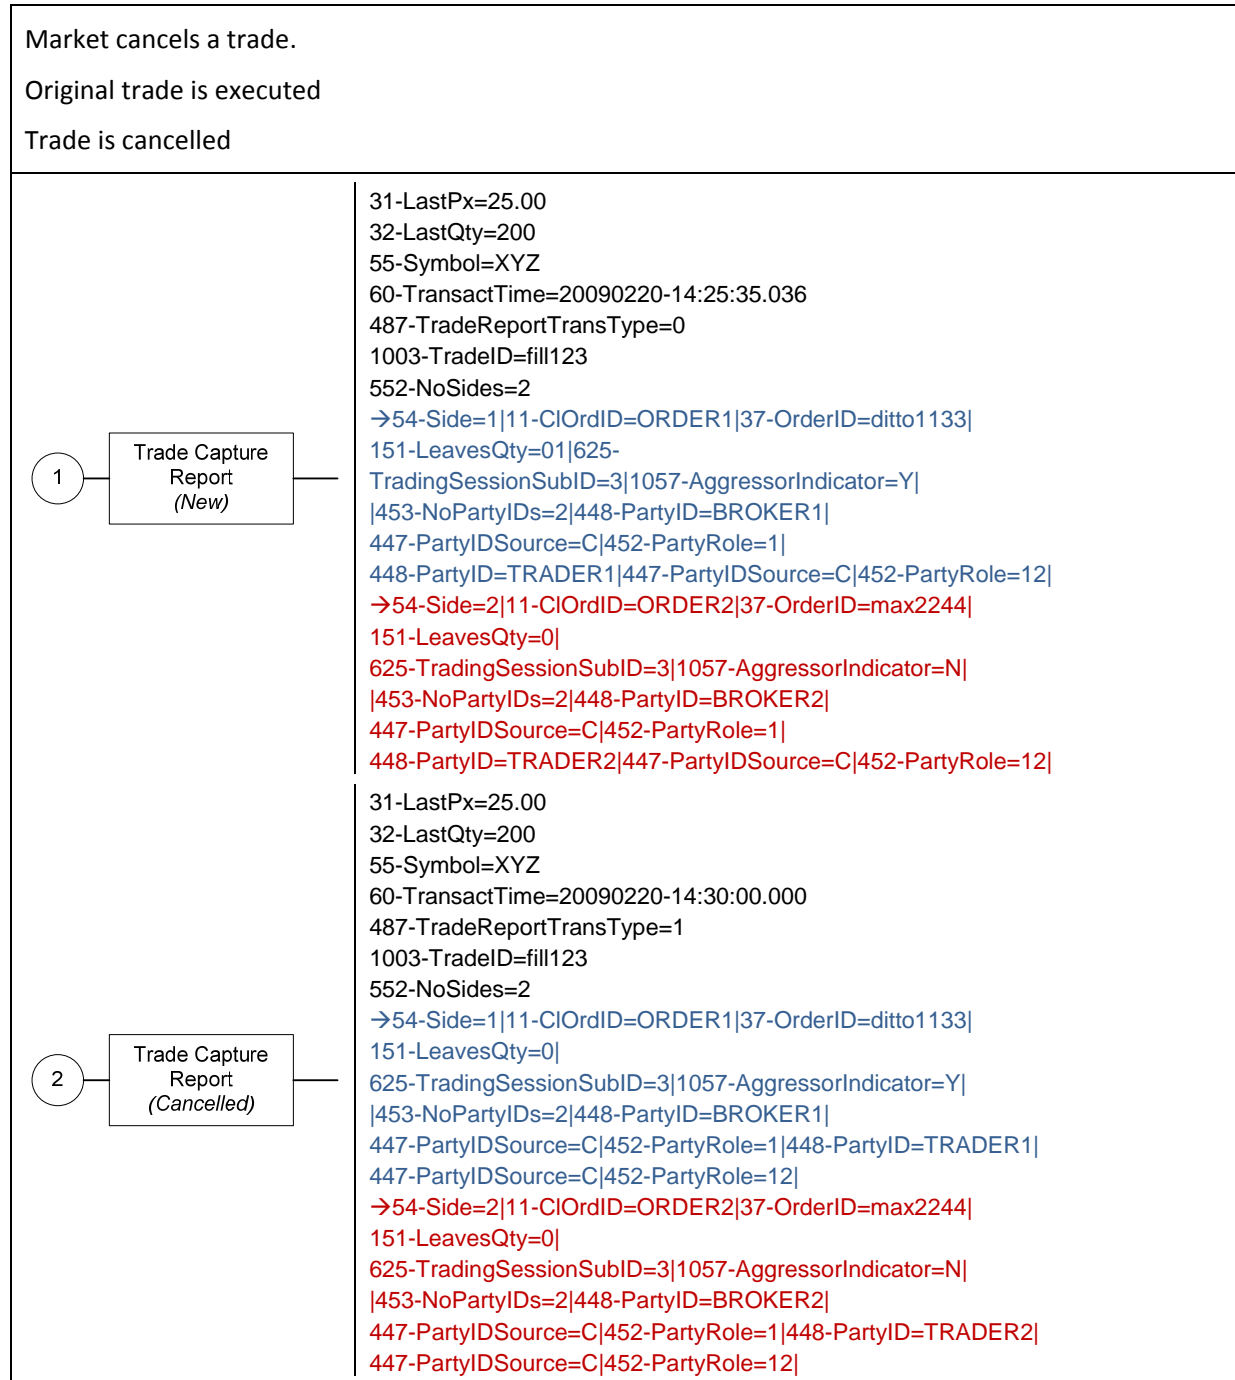 Market cancels a trade.
Original trade is executed
Trade is cancelled
1
Trade Capture
Report
(New)
31-LastPx=25.00
32-LastQty=200
55-Symbol=XYZ
60-TransactTime=20090220-14:25:35.036
487-TradeReportTransType=0
1003-TradeID=fill123
552-NoSides=2
→54-Side=1|11-ClOrdID=ORDER1|37-OrderID=ditto1133|
151-LeavesQty=01|625-
TradingSessionSubID=3|1057-AggressorIndicator=Y|
|453-NoPartyIDs=2|448-PartyID=BROKER1|
447-PartyIDSource=C|452-PartyRole=1|
448-PartyID=TRADER1|447-PartyIDSource=C|452-PartyRole=12|
→54-Side=2|11-ClOrdID=ORDER2|37-OrderID=max2244|
151-LeavesQty=0|
625-TradingSessionSubID=3|1057-AggressorIndicator=N|
|453-NoPartyIDs=2|448-PartyID=BROKER2|
447-PartyIDSource=C|452-PartyRole=1|
448-PartyID=TRADER2|447-PartyIDSource=C|452-PartyRole=12|
2
Trade Capture
Report
(Cancelled)
31-LastPx=25.00
32-LastQty=200
55-Symbol=XYZ
60-TransactTime=20090220-14:30:00.000
487-TradeReportTransType=1
1003-TradeID=fill123
552-NoSides=2
→54-Side=1|11-ClOrdID=ORDER1|37-OrderID=ditto1133|
151-LeavesQty=0|
625-TradingSessionSubID=3|1057-AggressorIndicator=Y|
|453-NoPartyIDs=2|448-PartyID=BROKER1|
447-PartyIDSource=C|452-PartyRole=1|448-PartyID=TRADER1|
447-PartyIDSource=C|452-PartyRole=12|
→54-Side=2|11-ClOrdID=ORDER2|37-OrderID=max2244|
151-LeavesQty=0|
625-TradingSessionSubID=3|1057-AggressorIndicator=N|
|453-NoPartyIDs=2|448-PartyID=BROKER2|
447-PartyIDSource=C|452-PartyRole=1|448-PartyID=TRADER2|
447-PartyIDSource=C|452-PartyRole=12|